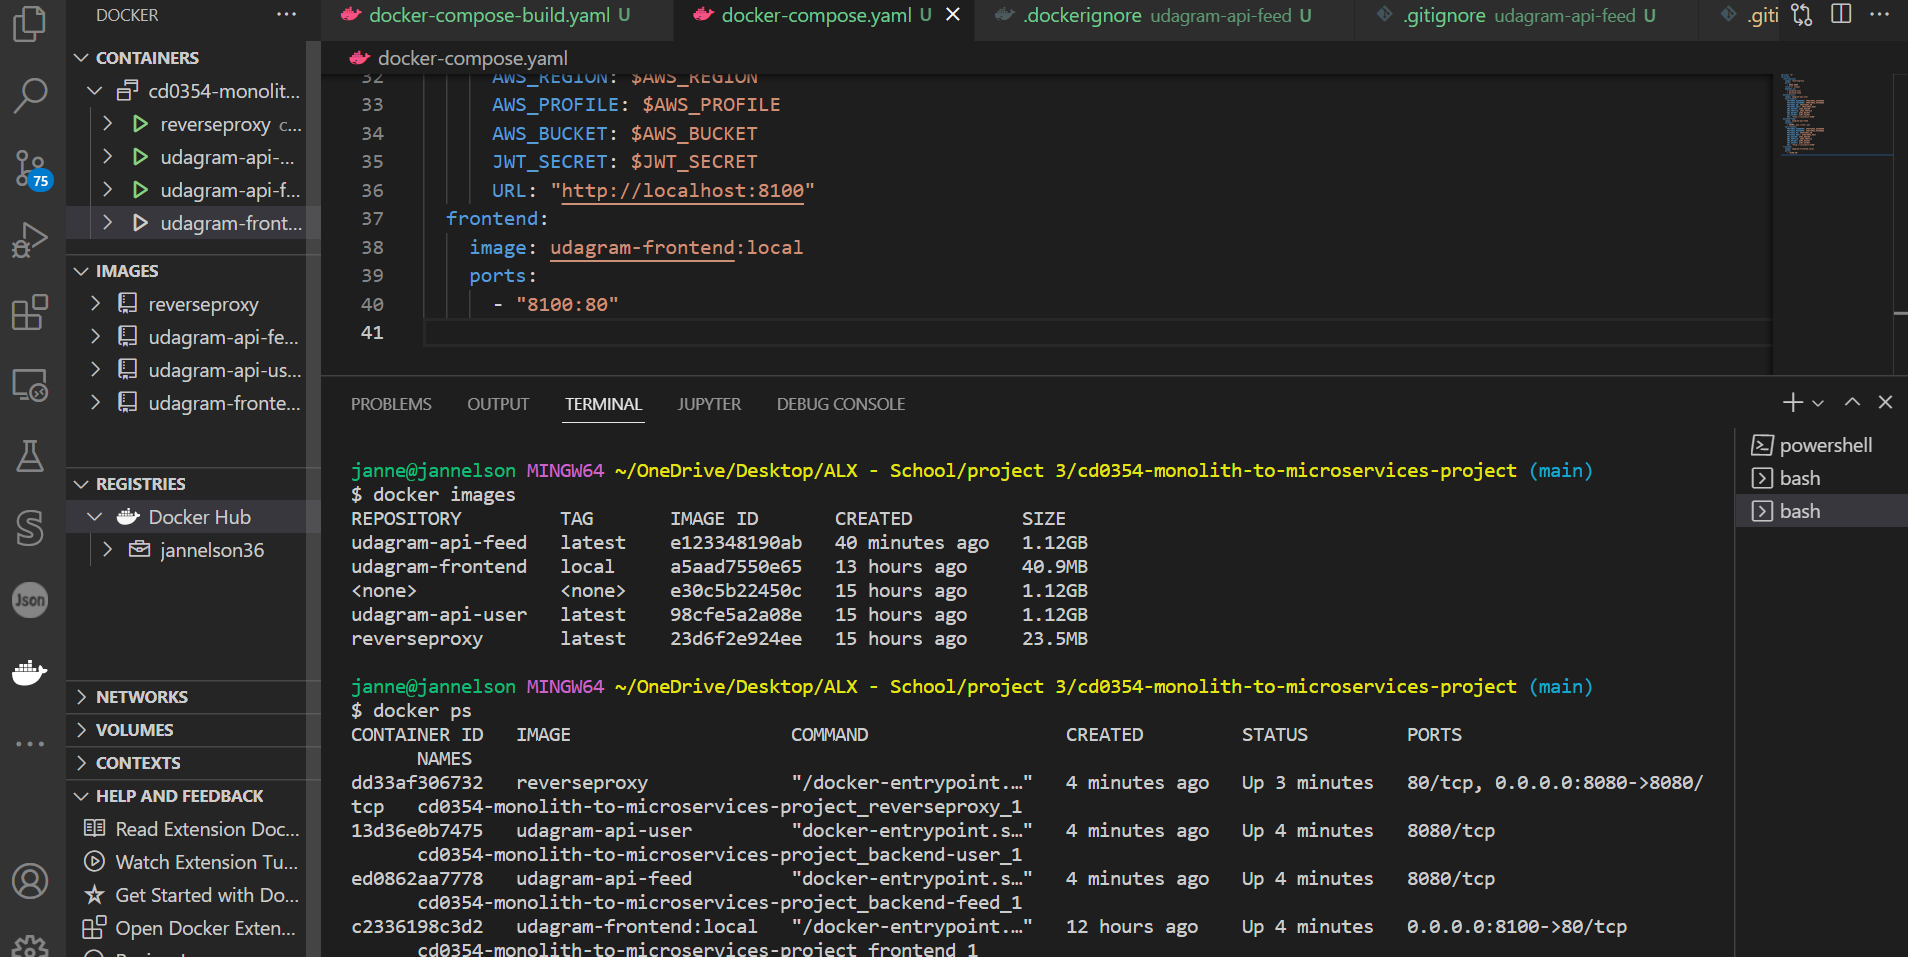 DOCKER
docker-compose-build.yaml U
docker-compose.yaml U
.dockerignore udagram-api-feed U
.gitignore udagram-api-feed U
.giti
CONTAINERS
cd0354-monolit...
reverseproxy c...
udagram-api-...
udagram-api-f...
udagram-front...
IMAGES
reverseproxy
udagram-api-fe...
udagram-api-us...
udagram-fronte...
REGISTRIES
Docker Hub
jannelson36
NETWORKS
VOLUMES
CONTEXTS
HELP AND FEEDBACK
Read Extension Doc...
Watch Extension Tu...
Get Started with Do...
Open Docker Exten...
75
Json
docker-compose.yaml
32 AWS_REGION: $AWS_REGION
33 AWS_PROFILE: $AWS_PROFILE
34 AWS_BUCKET: $AWS_BUCKET
35 JWT_SECRET: $JWT_SECRET
36 URL: "http://localhost:8100"
37 frontend:
38 image: udagram-frontend:local
39 ports:
40 - "8100:80"
41
PROBLEMS OUTPUT TERMINAL JUPYTER DEBUG CONSOLE
powershell
bash
bash
janne@jannelson MINGW64 ~/OneDrive/Desktop/ALX - School/project 3/cd0354-monolith-to-microservices-project (main)
$ docker images
REPOSITORY TAG IMAGE ID CREATED SIZE
udagram-api-feed latest e123348190ab 40 minutes ago 1.12GB
udagram-frontend local a5aad7550e65 13 hours ago 40.9MB
<none> <none> e30c5b22450c 15 hours ago 1.12GB
udagram-api-user latest 98cfe5a2a08e 15 hours ago 1.12GB
reverseproxy latest 23d6f2e924ee 15 hours ago 23.5MB
janne@jannelson MINGW64 ~/OneDrive/Desktop/ALX - School/project 3/cd0354-monolith-to-microservices-project (main)
$ docker ps
CONTAINER ID IMAGE COMMAND CREATED STATUS PORTS
NAMES
dd33af306732 reverseproxy "/docker-entrypoint.…" 4 minutes ago Up 3 minutes 80/tcp, 0.0.0.0:8080->8080/
tcp cd0354-monolith-to-microservices-project_reverseproxy_1
13d36e0b7475 udagram-api-user "docker-entrypoint.s…" 4 minutes ago Up 4 minutes 8080/tcp
cd0354-monolith-to-microservices-project_backend-user_1
ed0862aa7778 udagram-api-feed "docker-entrypoint.s…" 4 minutes ago Up 4 minutes 8080/tcp
cd0354-monolith-to-microservices-project_backend-feed_1
c2336198c3d2 udagram-frontend:local "/docker-entrypoint.…" 12 hours ago Up 4 minutes 0.0.0.0:8100->80/tcp
cd0354-monolith-to-microservices-project_frontend_1